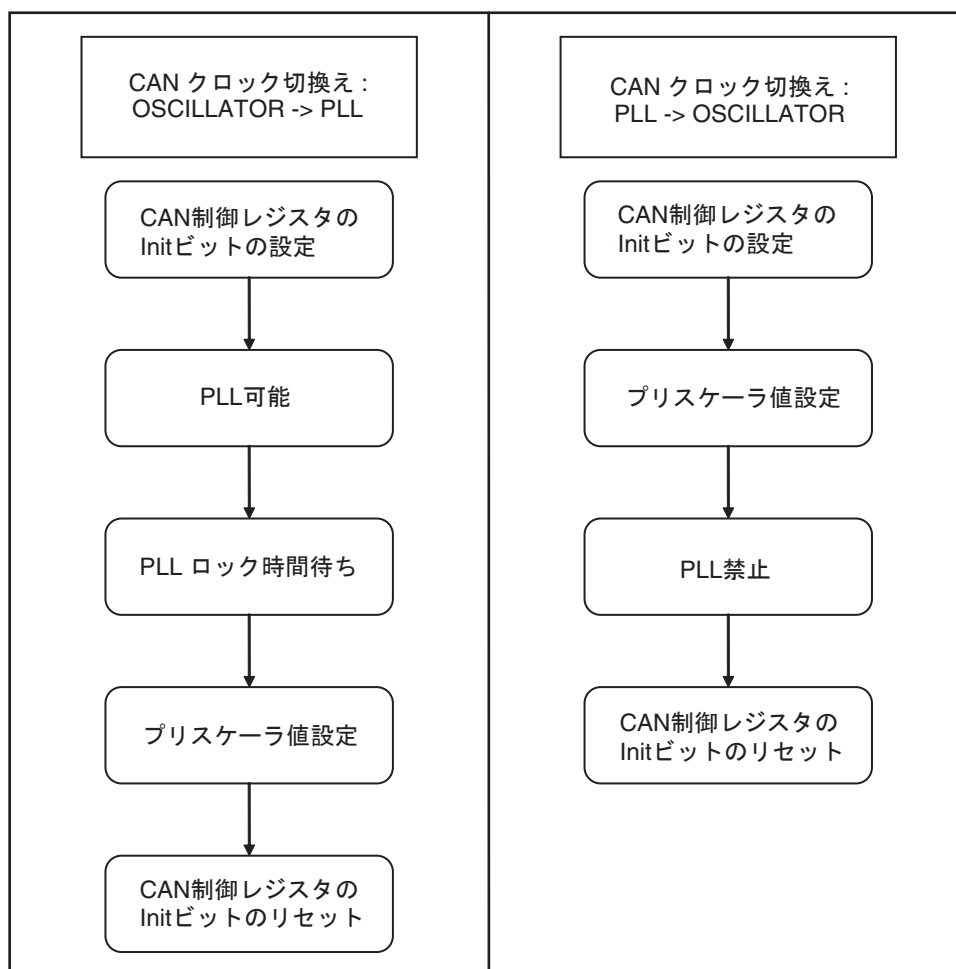 CAN クロック切換え :
OSCILLATOR -> PLL
CAN制御レジスタの
Initビットの設定
PLL可能
PLL ロック時間待ち
プリスケーラ値設定
CAN制御レジスタの
Initビットのリセット
CAN クロック切換え :
PLL -> OSCILLATOR
CAN制御レジスタの
Initビットの設定
プリスケーラ値設定
PLL禁止
CAN制御レジスタの
Initビットのリセット